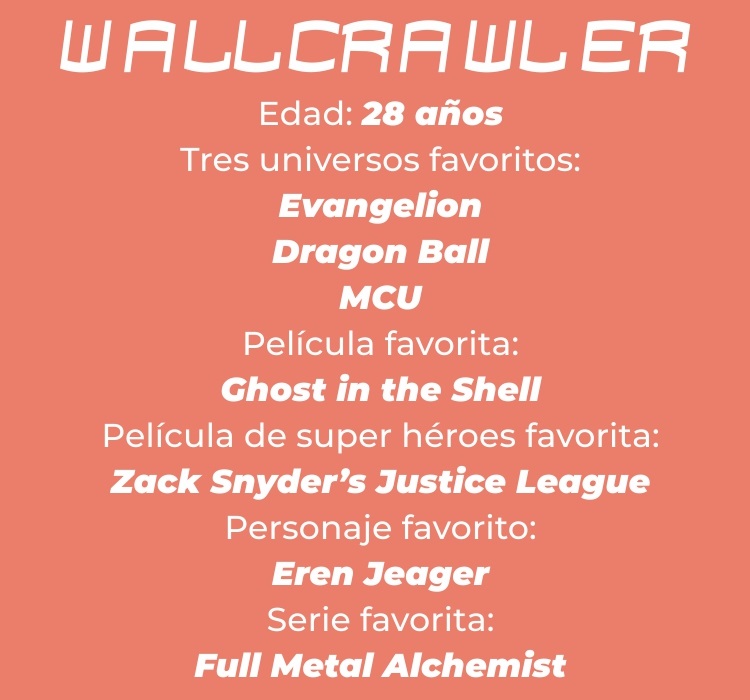 WALLCRAWLER
Edad: 28 años
Tres universos favoritos:
Evangelion
Dragon Ball
MCU
Película favorita:
Ghost in the Shell
Película de super héroes favorita:
Zack Snyder’s Justice League
Personaje favorito:
Eren Jeager
Serie favorita:
Full Metal Alchemist